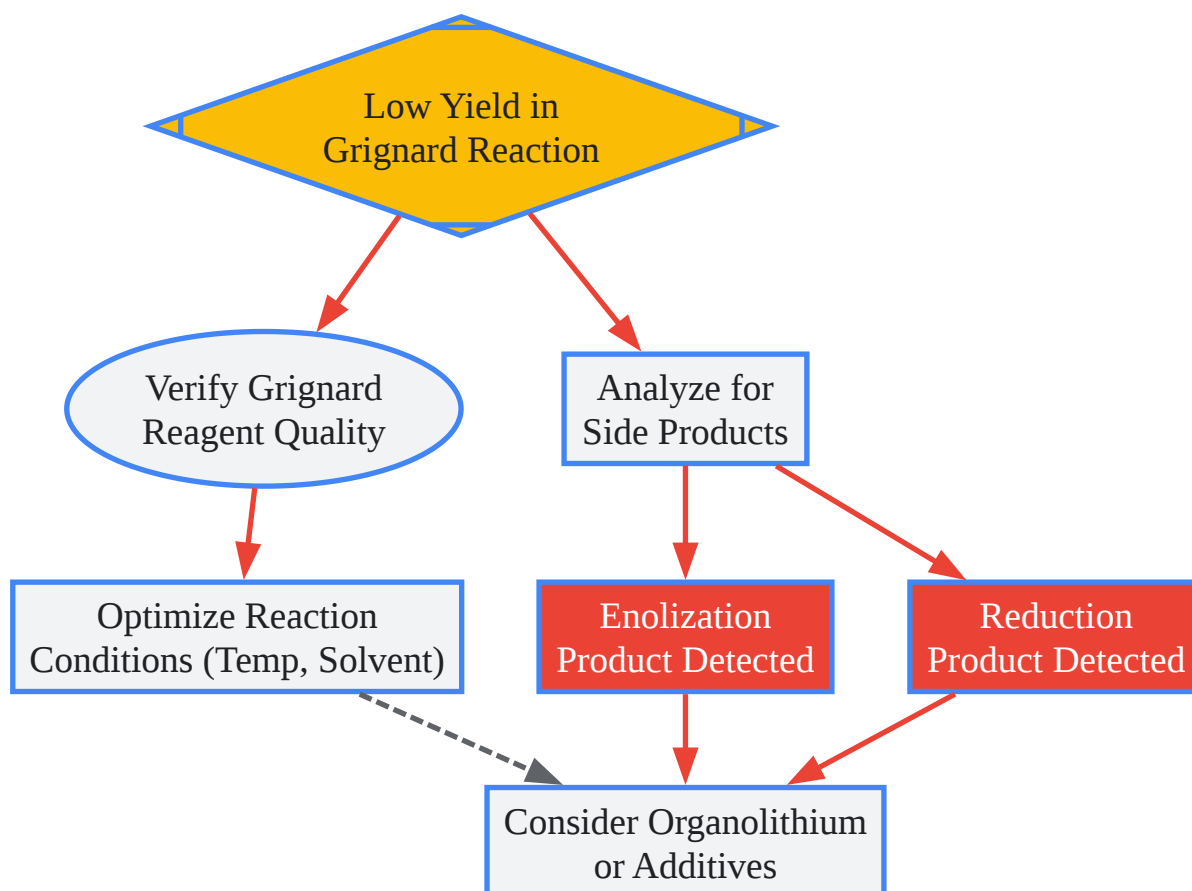 Low Yield in
Grignard Reaction
Verify Grignard
Reagent Quality
Analyze for
Side Products
Optimize Reaction
Conditions (Temp, Solvent)
Enolization
Product Detected
Reduction
Product Detected
Consider Organolithium
or Additives